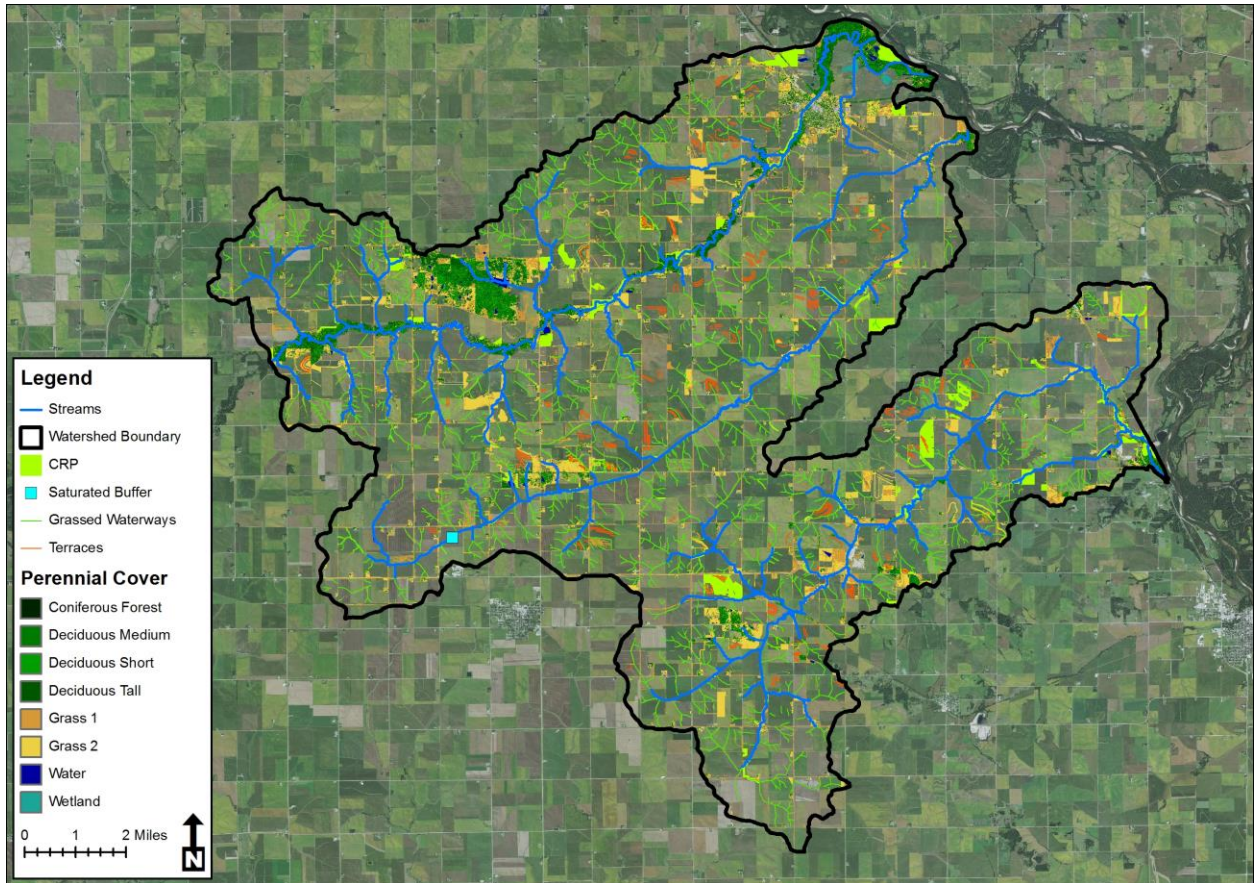 Legend
Streams
Watershed Boundary
CRP
Saturated Buffer
Grassed Waterways
Terraces
Perennial Cover
Coniferous Forest
Deciduous Medium
Deciduous Short
Deciduous Tall
Grass 1
Grass 2
Water
Wetland
0 1 2 Miles
N